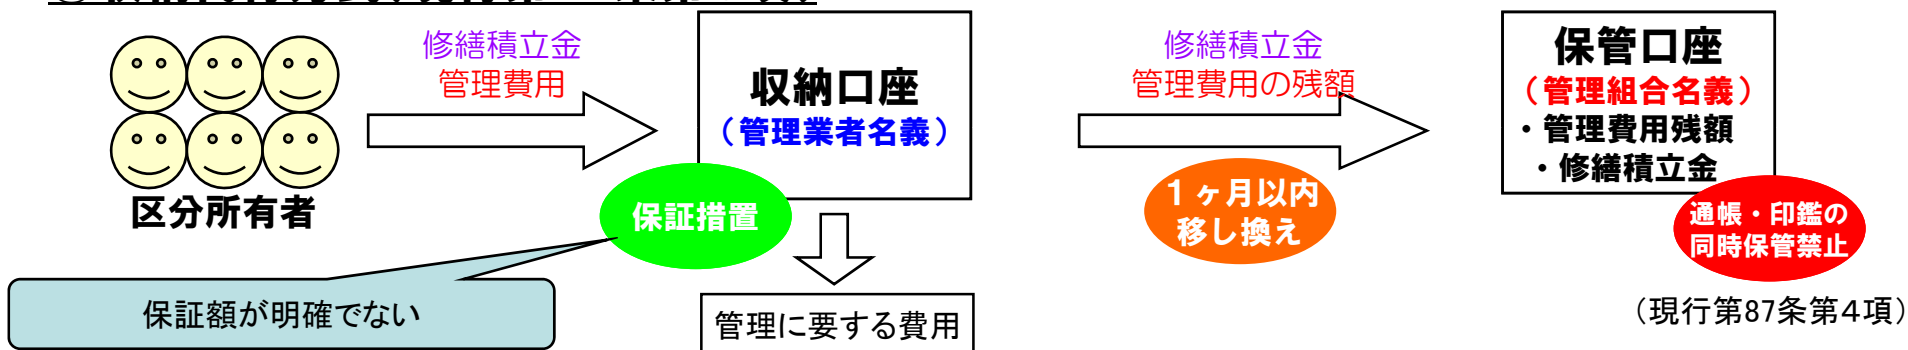 修繕積立金
管理費用
収納口座
（管理業者名義）
修繕積立金
管理費用の残額
保管口座
（管理組合名義）
・管理費用残額
・修繕積立金
区分所有者
保証措置
１ヶ月以内
移し換え
通帳・印鑑の
同時保管禁止
保証額が明確でない
管理に要する費用
（現行第87条第４項）